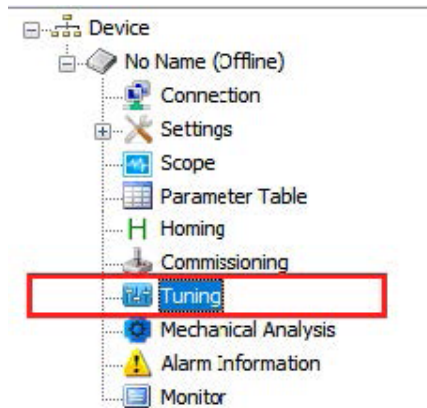 Device
No Name (Offline)
Connection
Settings
Scope
Parameter Table
Homing
Commissioning
Tuning
Mechanical Analysis
Alarm Information
Monitor